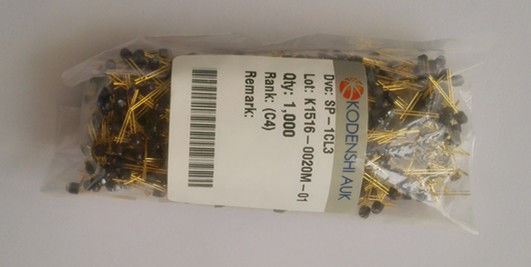 KODENSHI AUK
Dvc: SP-1CL3
Lot: K1516-0020M-01
Qty: 1,000
Rank: (C4)
Remark: